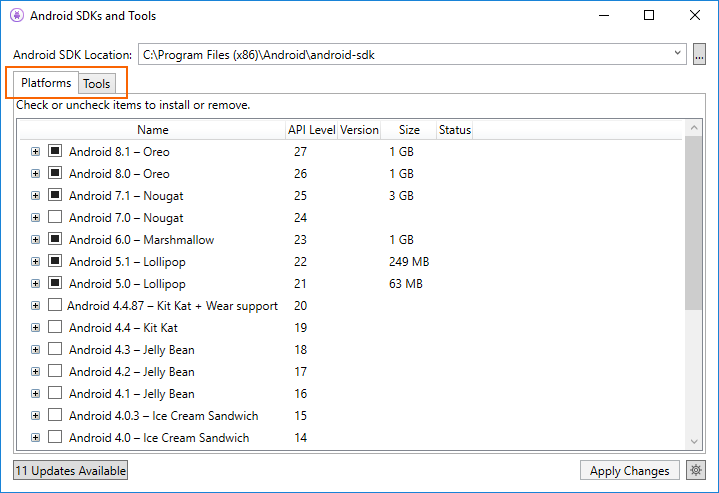 Android SDKs and Tools
Android SDK Location: C:\Program Files (x86)\Android\android-sdk ...
Platforms Tools
Check or uncheck items to install or remove.
Name API Level Version Size Status
Android 8.1 – Oreo 27 1 GB
Android 8.0 – Oreo 26 1 GB
Android 7.1 – Nougat 25 3 GB
Android 7.0 – Nougat 24
Android 6.0 – Marshmallow 23 1 GB
Android 5.1 – Lollipop 22 249 MB
Android 5.0 – Lollipop 21 63 MB
Android 4.4.87 – Kit Kat + Wear support 20
Android 4.4 – Kit Kat 19
Android 4.3 – Jelly Bean 18
Android 4.2 – Jelly Bean 17
Android 4.1 – Jelly Bean 16
Android 4.0.3 – Ice Cream Sandwich 15
Android 4.0 – Ice Cream Sandwich 14
11 Updates Available Apply Changes